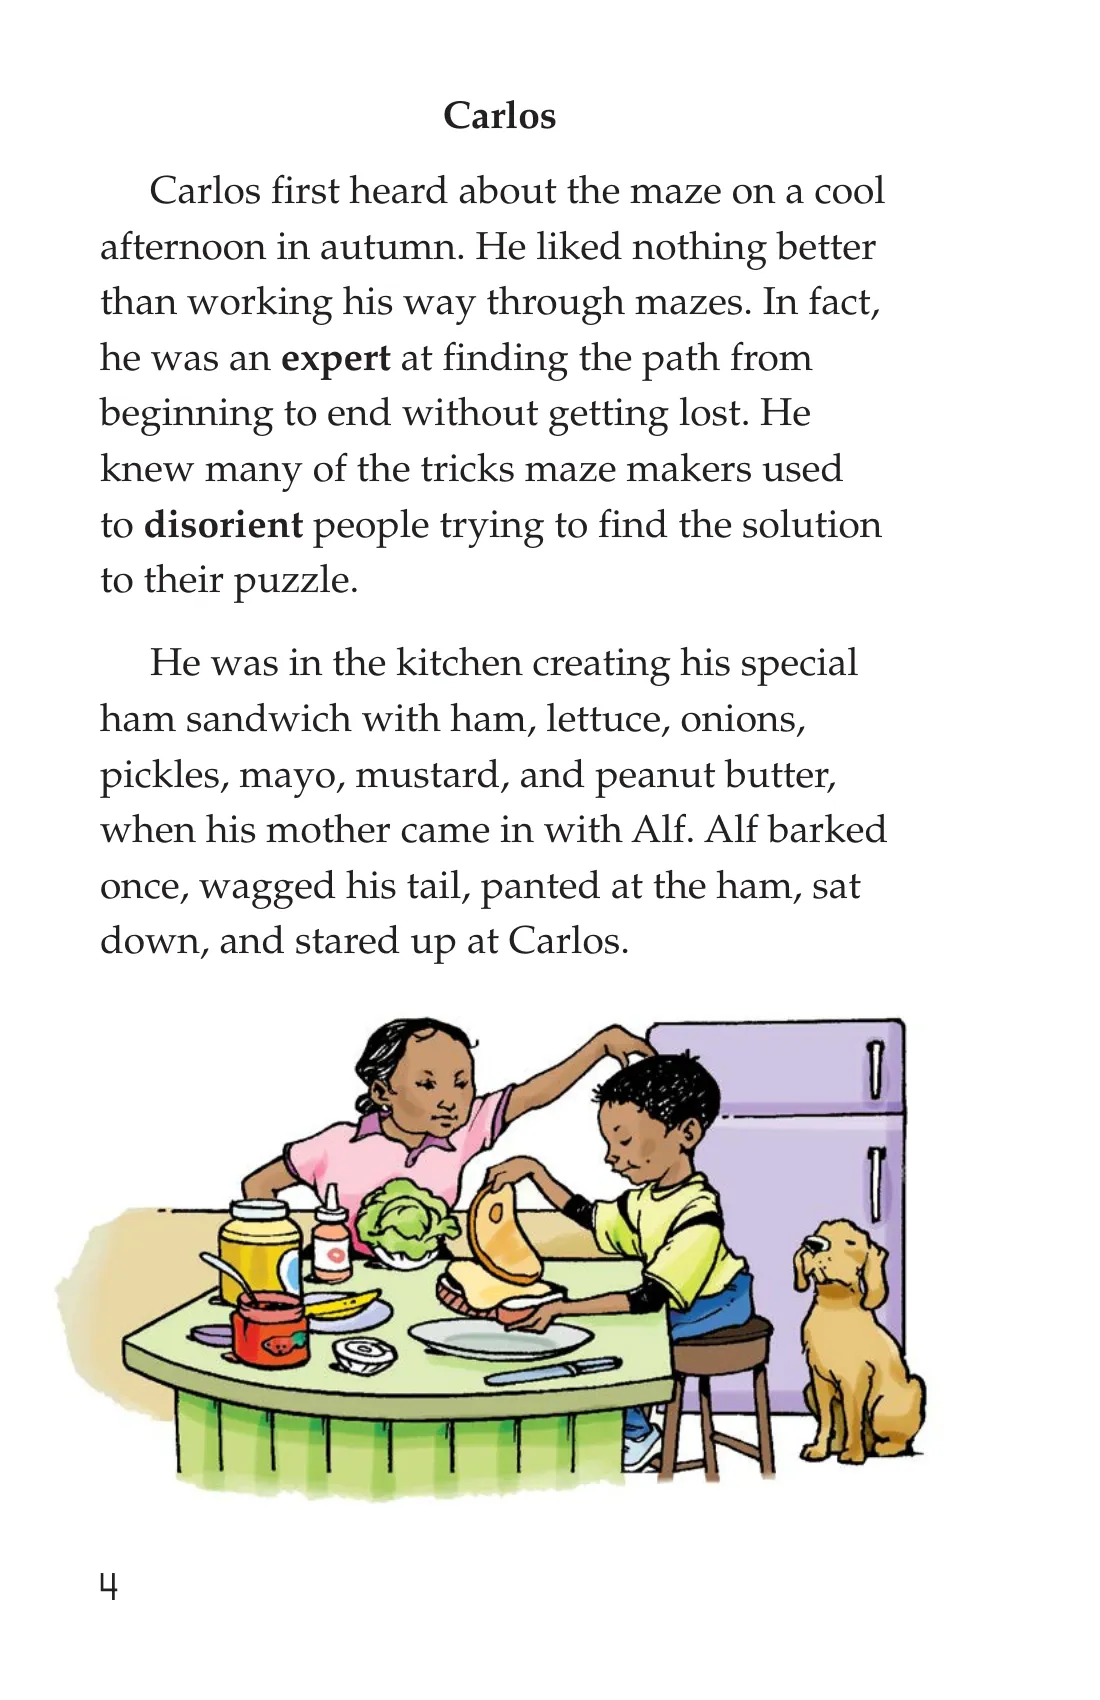 Carlos
Carlos first heard about the maze on a cool
afternoon in autumn. He liked nothing better
than working his way through mazes. In fact,
he was an expert at finding the path from
beginning to end without getting lost. He
knew many of the tricks maze makers used
to disorient people trying to find the solution
to their puzzle.
He was in the kitchen creating his special
ham sandwich with ham, lettuce, onions,
pickles, mayo, mustard, and peanut butter,
when his mother came in with Alf. Alf barked
once, wagged his tail, panted at the ham, sat
down, and stared up at Carlos.
4